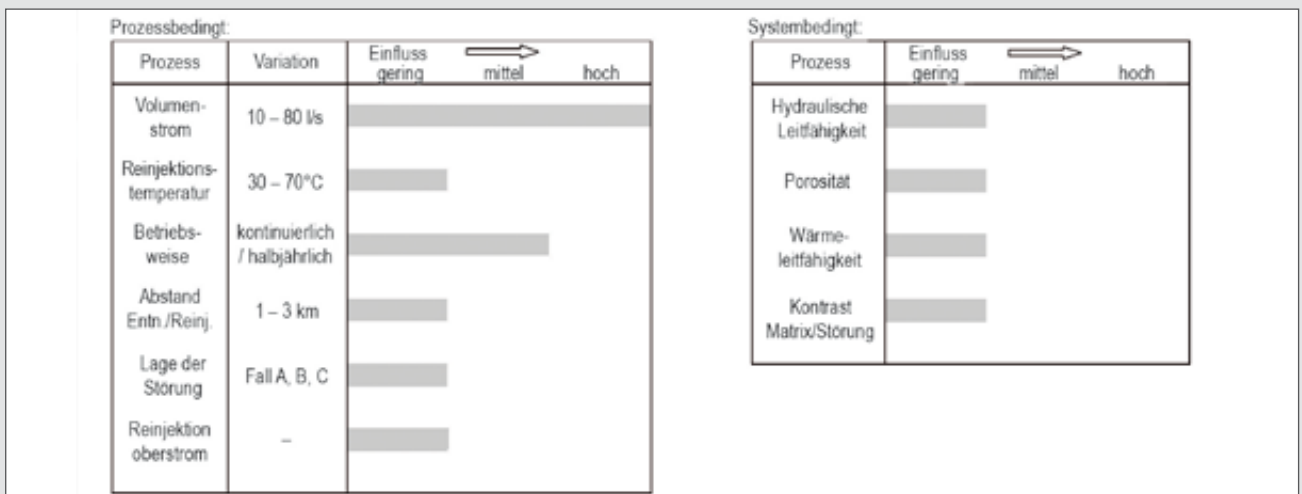 Prozessbedingt:
Prozess Variation Einfluss gering mittel hoch
Volumen-
strom
10 – 80 l/s
Reinjektions-
temperatur
30 – 70°C
Betriebs-
weise
kontinuierlich
/ halbjährlich
Abstand
Entn./Reinj.
1 – 3 km
Lage der
Störung
Fall A, B, C
Reinjektion
oberstrom
–
Systembedingt:
Prozess Einfluss gering mittel hoch
Hydraulische
Leitfähigkeit
Porosität
Wärme-
leitfähigkeit
Kontrast
Matrix/Störung